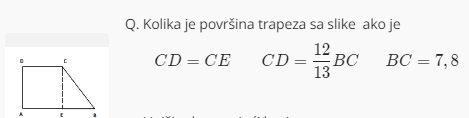 Q. Kolika je površina trapeza sa slike ako je
CD = CE CD = 12/13 BC BC = 7,8
D C
A E B